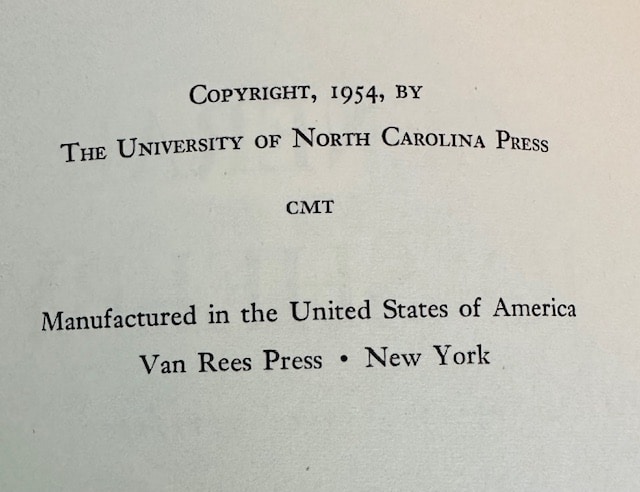 COPYRIGHT, 1954, BY
THE UNIVERSITY OF NORTH CAROLINA PRESS
CMT
Manufactured in the United States of America
Van Rees Press • New York